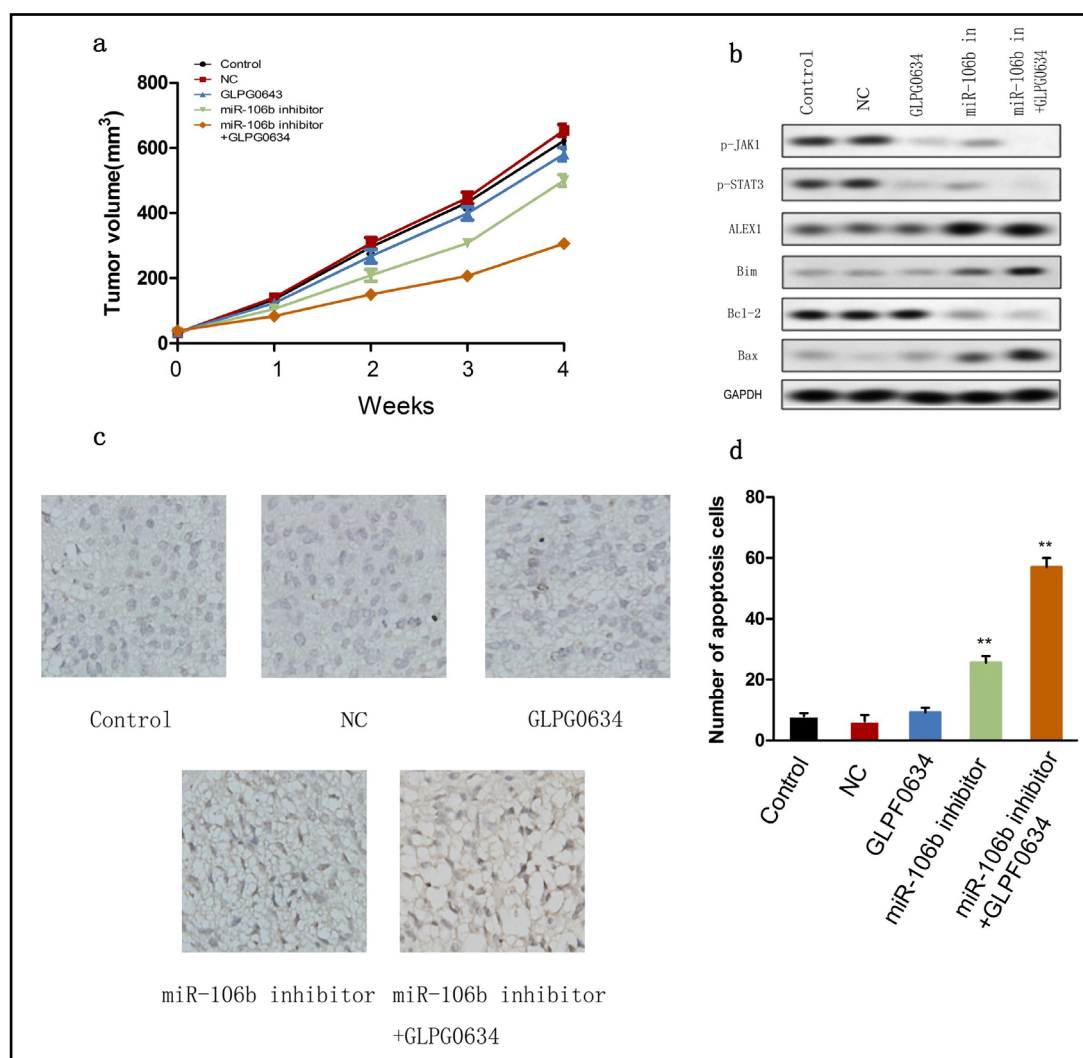 a
Control
NC
GLPG0643
miR-106b inhibitor
miR-106b inhibitor
+GLPG0634
Tumor volume(mm³)
800
600
400
200
0
0 1 2 3 4
Weeks
b
Control
NC
GLPG0634
miR-106b in
miR-106b in
+GLPG0634
p-JAK1
p-STAT3
ALEX1
Bim
Bcl-2
Bax
GAPDH
c
Control NC GLPG0634
miR-106b inhibitor miR-106b inhibitor
+GLPG0634
d
Number of apoptosis cells
80
60
40
20
0
**
**
Control
NC
GLPF0634
miR-106b inhibitor
miR-106b inhibitor
+GLPF0634